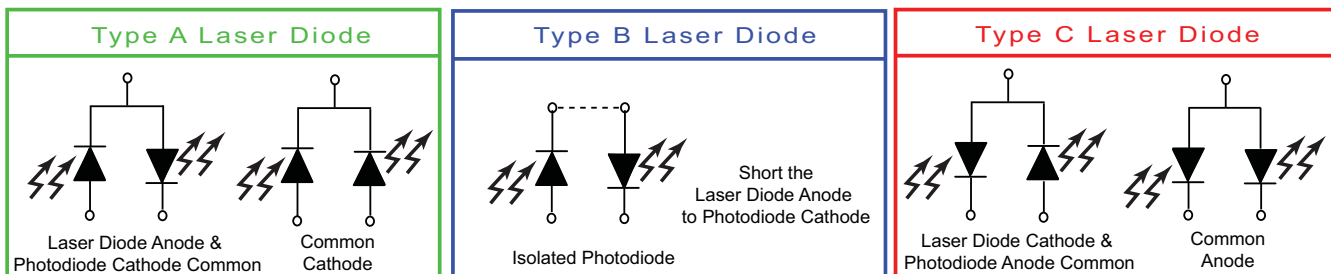 Type A Laser Diode
Laser Diode Anode &
Photodiode Cathode Common
Common
Cathode
Type B Laser Diode
Short the
Laser Diode Anode
to Photodiode Cathode
Isolated Photodiode
Type C Laser Diode
Laser Diode Cathode &
Photodiode Anode Common
Common
Anode